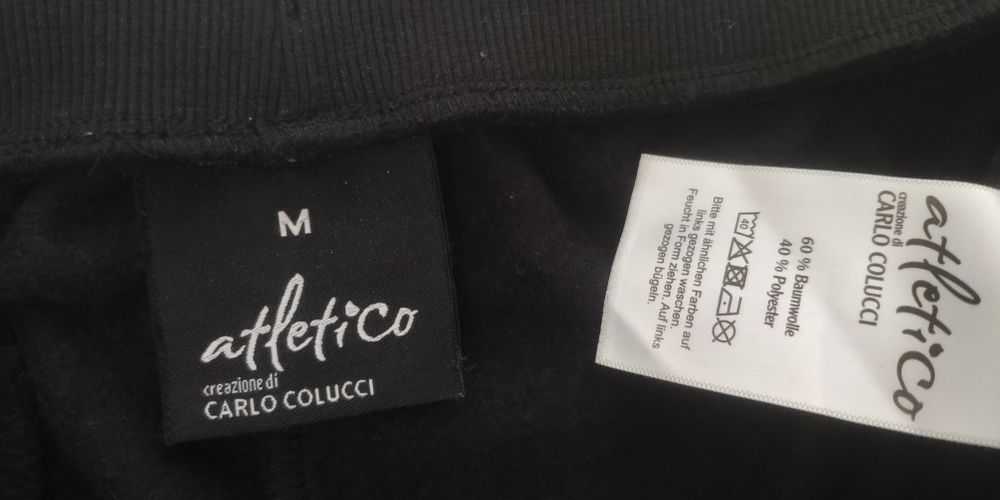 M
atletico
creazione di
CARLO COLUCCI
atletico
creazione di
CARLO COLUCCI
60 % Baumwolle
40 % Polyester
40
Bitte mit ähnlichen Farben auf
links gezogen waschen.
Feucht in Form ziehen. Auf links
gezogen bügeln.